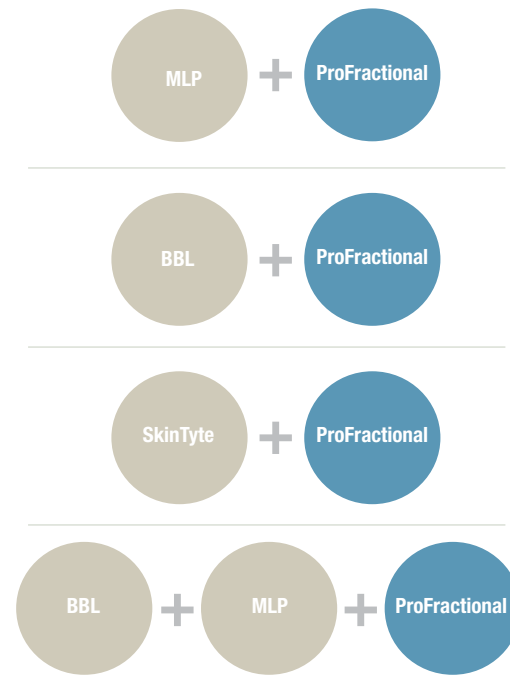 MLP + ProFractional
BBL + ProFractional
SkinTyte + ProFractional
BBL + MLP + ProFractional